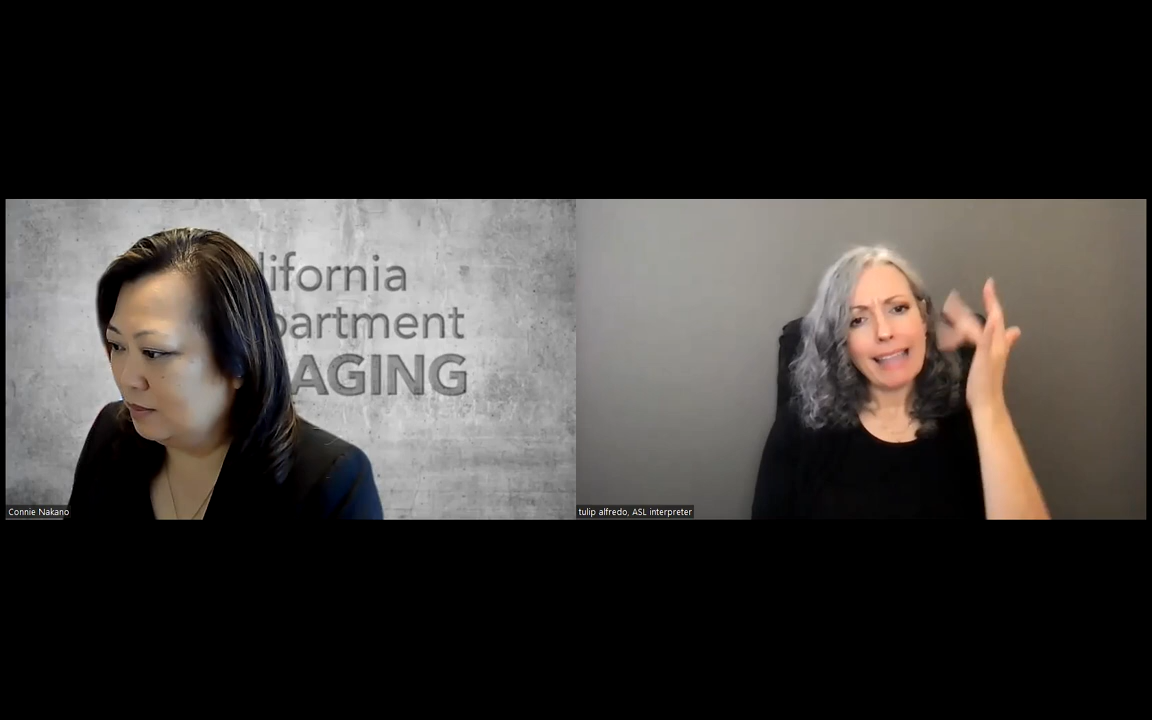 lifornia
partment
AGING
Connie Nakano
tulip alfredo, ASL interpreter